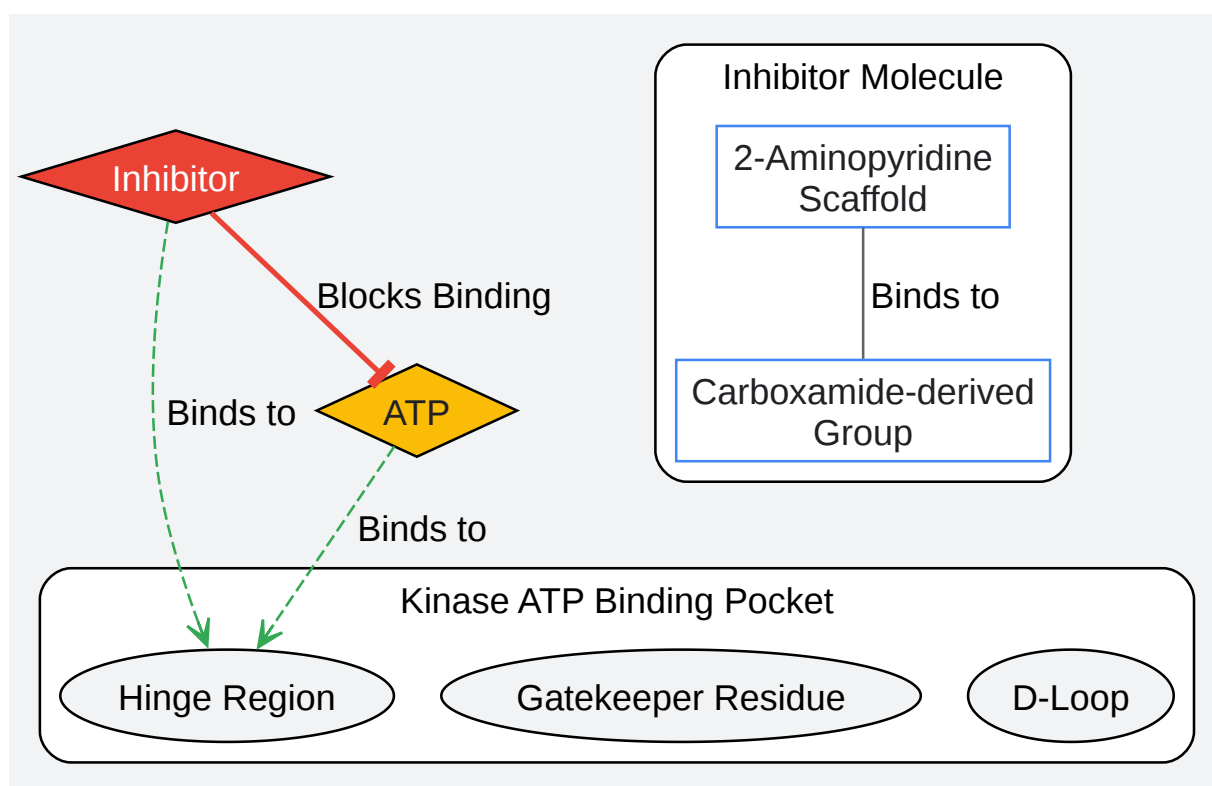 Inhibitor Molecule
2-Aminopyridine
Scaffold
Inhibitor
Blocks Binding
Binds to
Carboxamide-derived
Group
Binds to
ATP
Binds to
Kinase ATP Binding Pocket
Hinge Region
Gatekeeper Residue
D-Loop